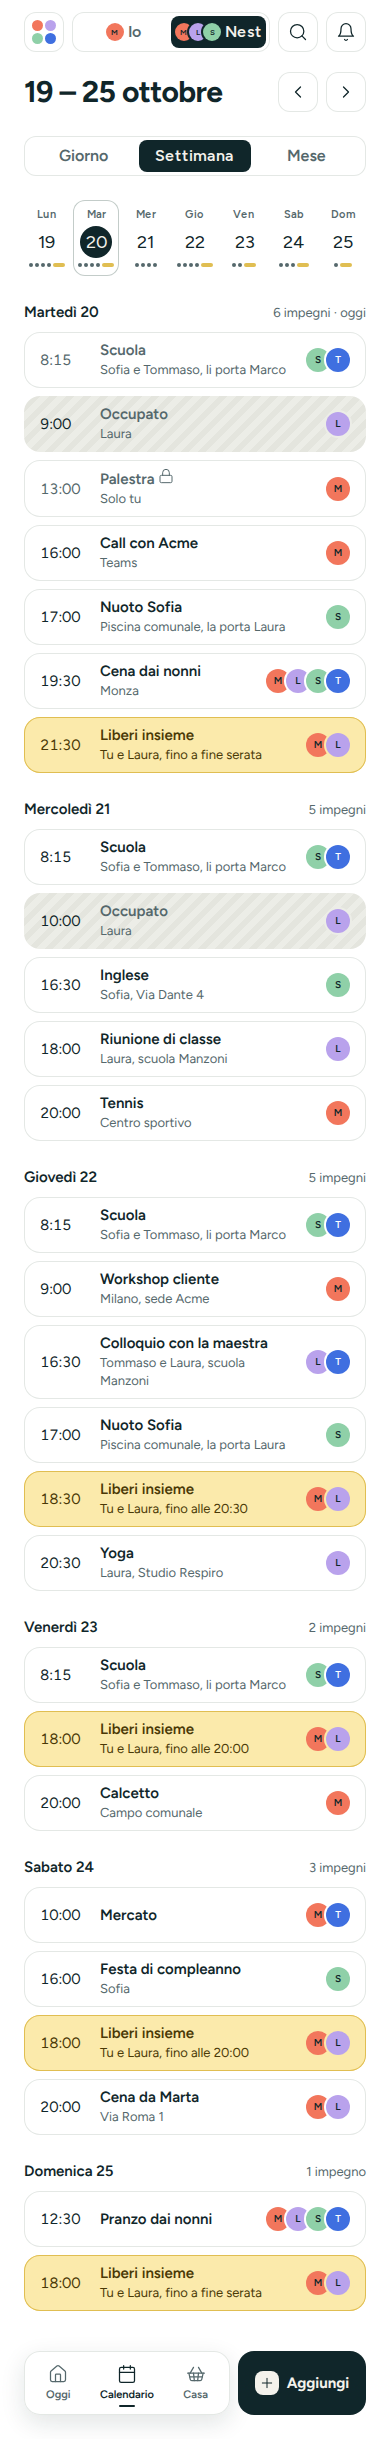 M Io M L S Nest
19 – 25 ottobre
Giorno Settimana Mese
Lun Mar Mer Gio Ven Sab Dom
19 20 21 22 23 24 25
Martedì 20 6 impegni · oggi
8:15 Scuola S T
Sofia e Tommaso, li porta Marco
9:00 Occupato L
Laura
13:00 Palestra M
Solo tu
16:00 Call con Acme M
Teams
17:00 Nuoto Sofia S
Piscina comunale, la porta Laura
19:30 Cena dai nonni M L S T
Monza
21:30 Liberi insieme M L
Tu e Laura, fino a fine serata
Mercoledì 21 5 impegni
8:15 Scuola S T
Sofia e Tommaso, li porta Marco
10:00 Occupato L
Laura
16:30 Inglese S
Sofia, Via Dante 4
18:00 Riunione di classe L
Laura, scuola Manzoni
20:00 Tennis M
Centro sportivo
Giovedì 22 5 impegni
8:15 Scuola S T
Sofia e Tommaso, li porta Marco
9:00 Workshop cliente M
Milano, sede Acme
16:30 Colloquio con la maestra L T
Tommaso e Laura, scuola
Manzoni
17:00 Nuoto Sofia S
Piscina comunale, la porta Laura
18:30 Liberi insieme M L
Tu e Laura, fino alle 20:30
20:30 Yoga L
Laura, Studio Respiro
Venerdì 23 2 impegni
8:15 Scuola S T
Sofia e Tommaso, li porta Marco
18:00 Liberi insieme M L
Tu e Laura, fino alle 20:00
20:00 Calcetto M
Campo comunale
Sabato 24 3 impegni
10:00 Mercato M T
16:00 Festa di compleanno S
Sofia
18:00 Liberi insieme M L
Tu e Laura, fino alle 20:00
20:00 Cena da Marta M L
Via Roma 1
Domenica 25 1 impegno
12:30 Pranzo dai nonni M L S T
18:00 Liberi insieme M L
Tu e Laura, fino a fine serata
Oggi Calendario Casa Aggiungi